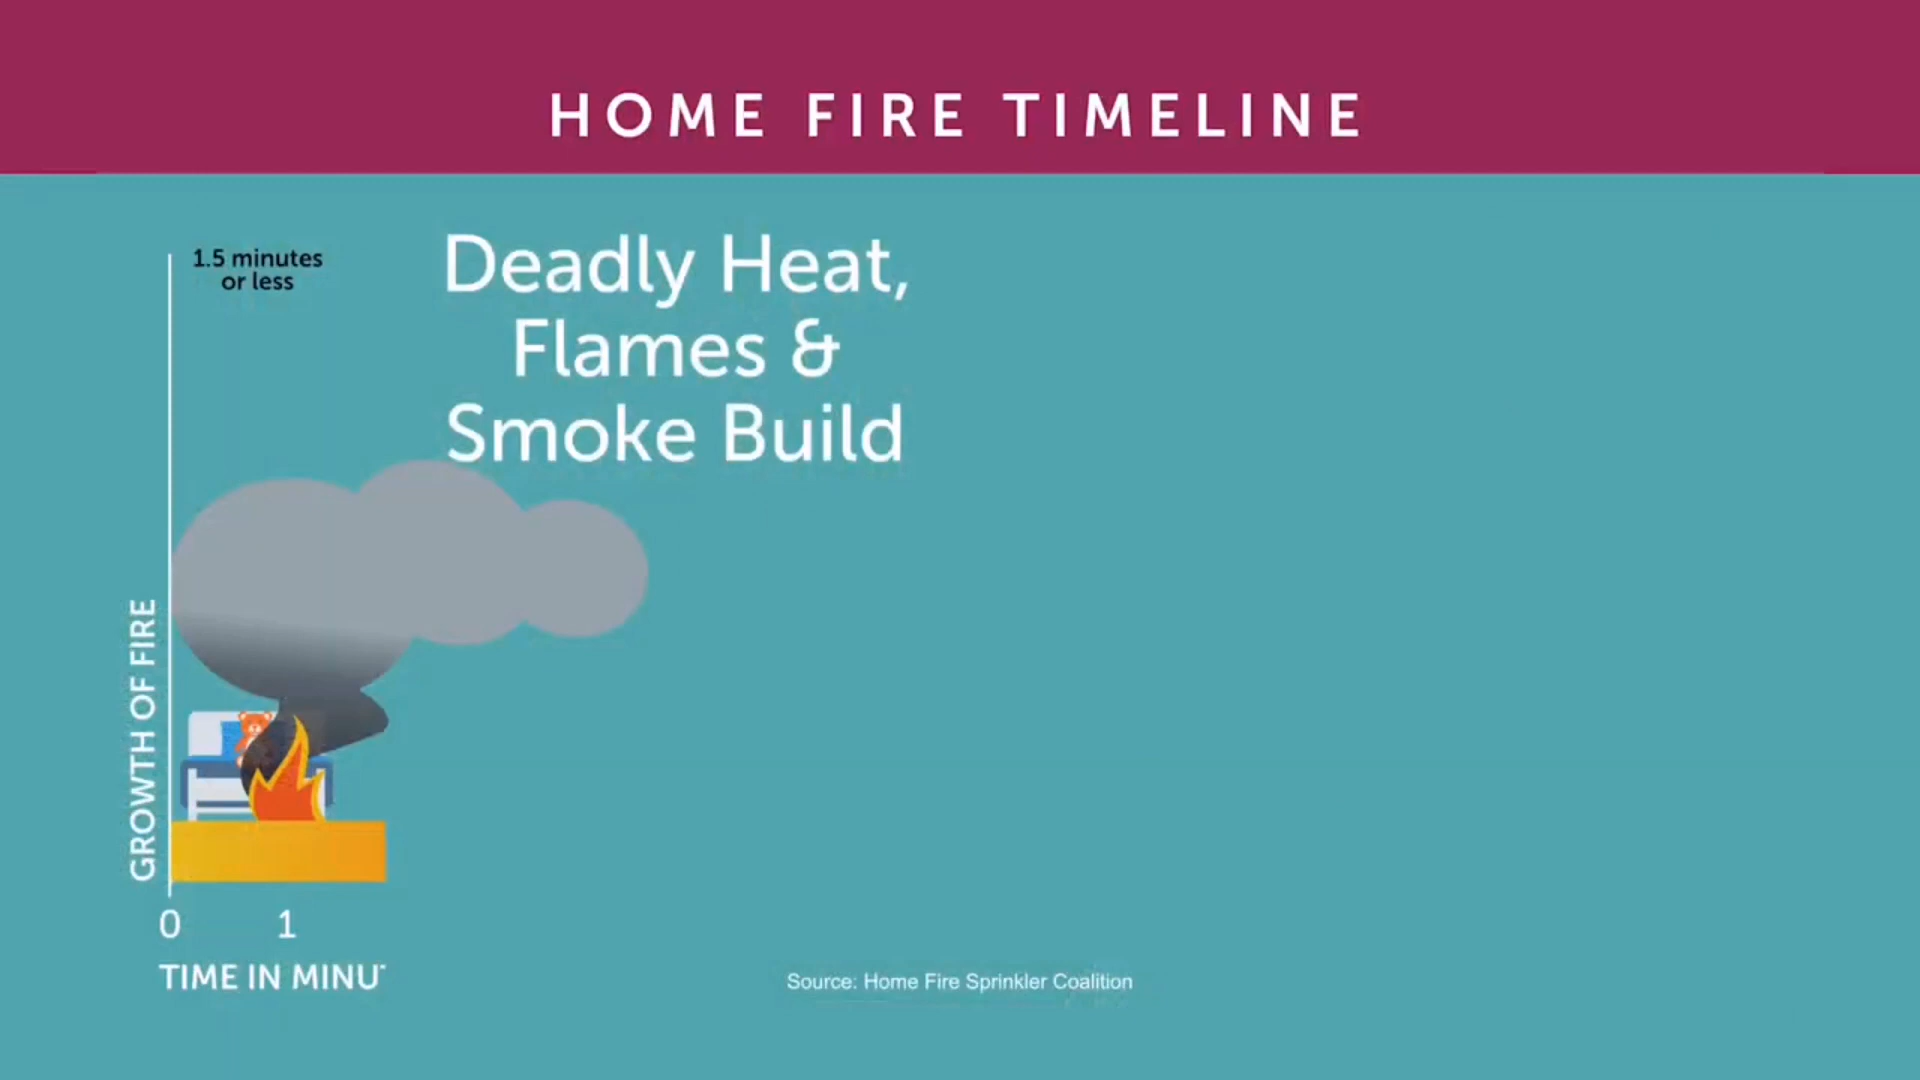 HOME FIRE TIMELINE
1.5 minutes
or less
Deadly Heat,
Flames &
Smoke Build
GROWTH OF FIRE
0 1
TIME IN MINU
Source: Home Fire Sprinkler Coalition